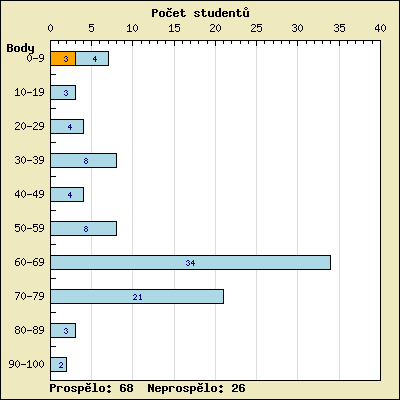 Počet studentů
0 5 10 15 20 25 30 35 40
Body
0-9 3 4
10-19 3
20-29 4
30-39 8
40-49 4
50-59 8
60-69 34
70-79 21
80-89 3
90-100 2
Prospělo: 68 Neprospělo: 26